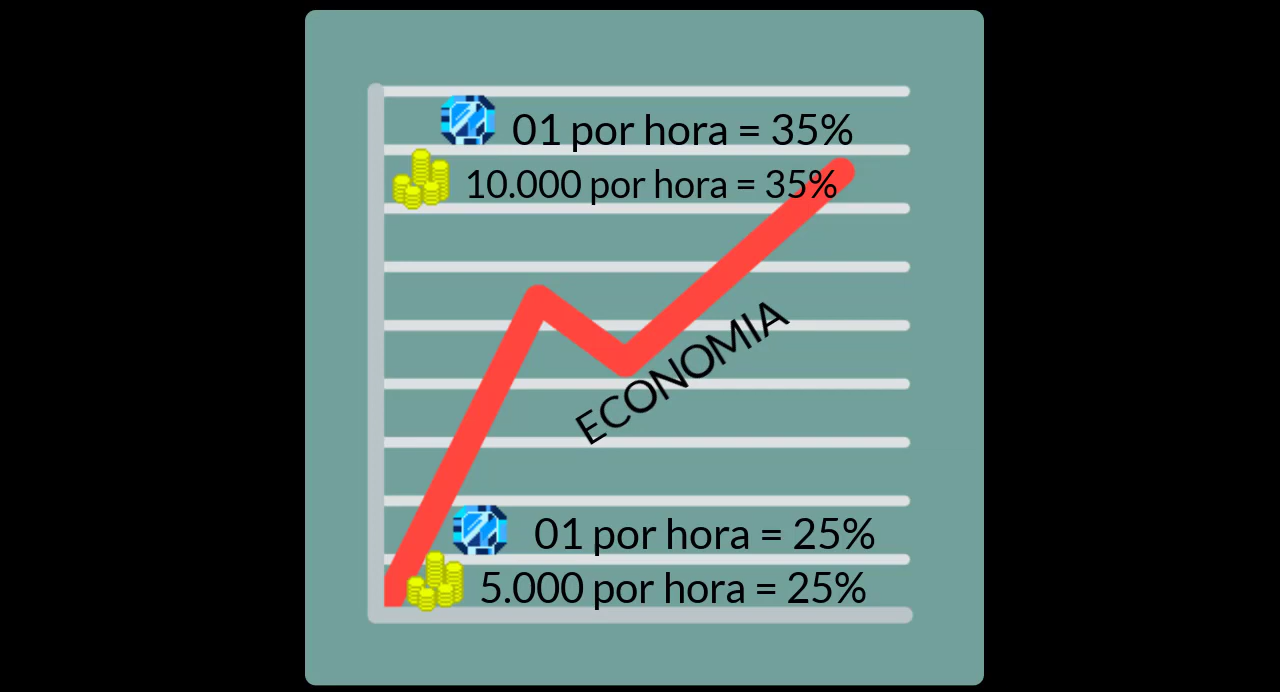 01 por hora = 35%
10.000 por hora = 35%
ECONOMIA
01 por hora = 25%
5.000 por hora = 25%